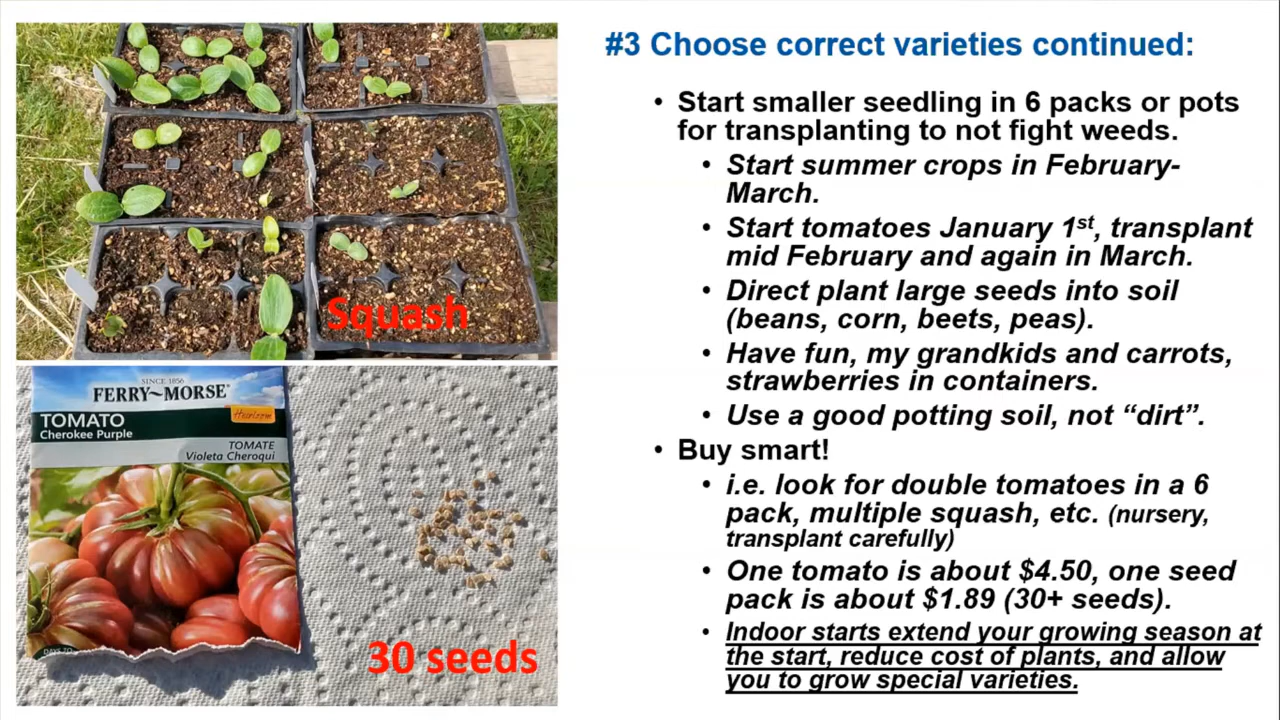 #3 Choose correct varieties continued:
• Start smaller seedling in 6 packs or pots
for transplanting to not fight weeds.
• Start summer crops in February-
March.
• Start tomatoes January 1st, transplant
mid February and again in March.
• Direct plant large seeds into soil
(beans, corn, beets, peas).
• Have fun, my grandkids and carrots,
strawberries in containers.
• Use a good potting soil, not “dirt”.
• Buy smart!
• i.e. look for double tomatoes in a 6
pack, multiple squash, etc. (nursery,
transplant carefully)
• One tomato is about $4.50, one seed
pack is about $1.89 (30+ seeds).
• Indoor starts extend your growing season at
the start, reduce cost of plants, and allow
you to grow special varieties.
Squash
SINCE 1856
FERRY~MORSE®
TOMATO
Heirloom
Cherokee Purple
TOMATE
Violeta Cheroqui
DAYS TO
30 seeds